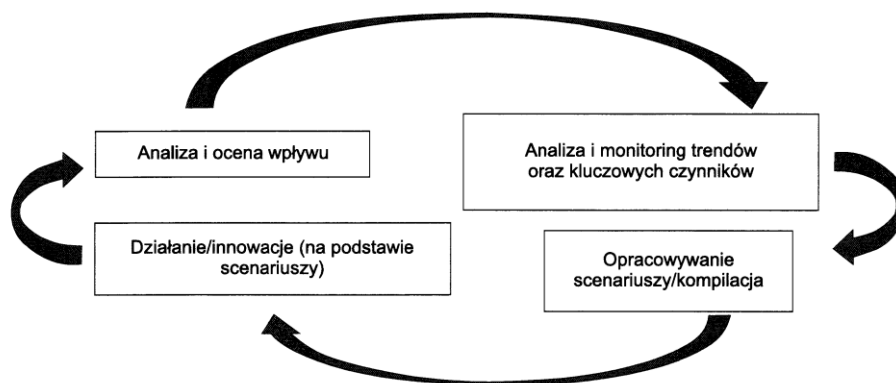 Analiza i ocena wpływu
Analiza i monitoring trendów
oraz kluczowych czynników
Działanie/innowacje (na podstawie
scenariuszy)
Opracowywanie
scenariuszy/kompilacja